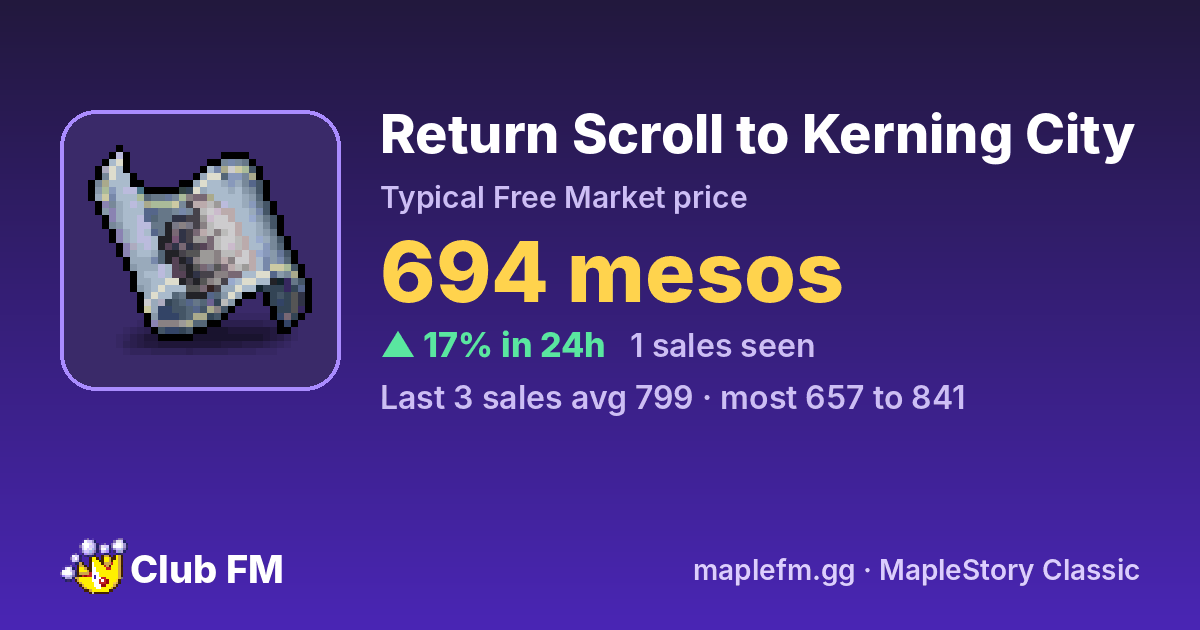 Return Scroll to Kerning City
Typical Free Market price
694 mesos
▲ 17% in 24h 1 sales seen
Last 3 sales avg 799 · most 657 to 841
Club FM
maplefm.gg · MapleStory Classic